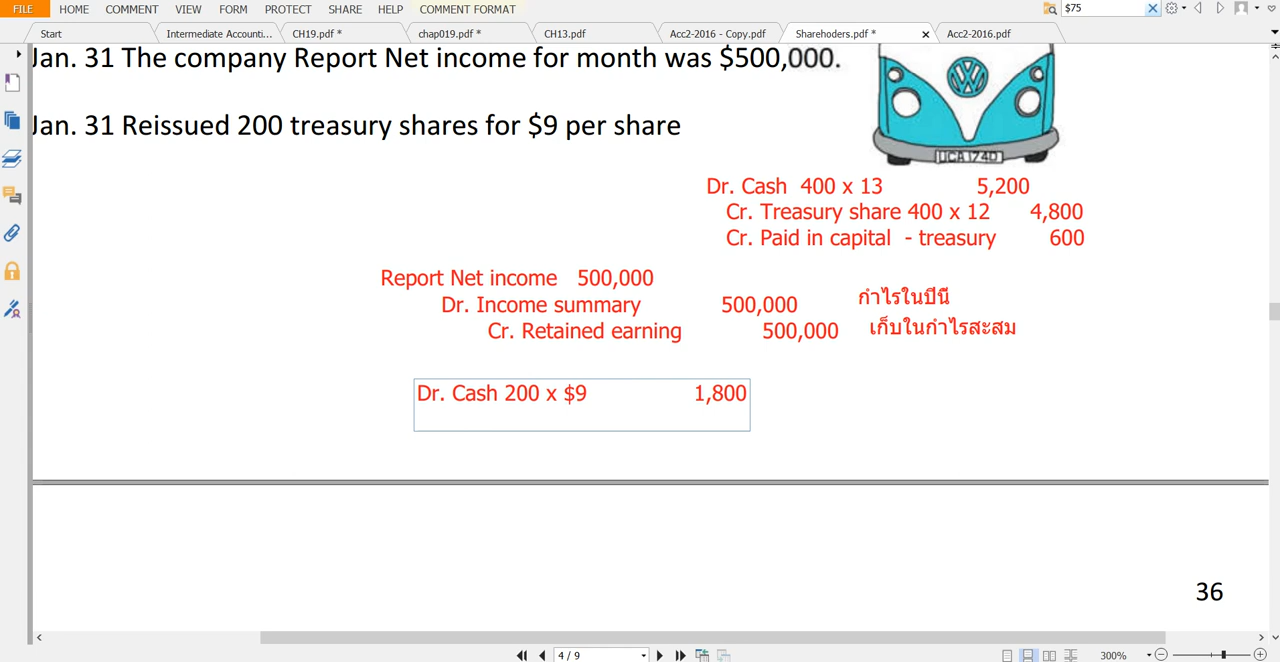 FILE HOME COMMENT VIEW FORM PROTECT SHARE HELP COMMENT FORMAT $75
Start Intermediate Accounti... CH19.pdf * chap019.pdf * CH13.pdf Acc2-2016 - Copy.pdf Sharehoders.pdf * Acc2-2016.pdf
Jan. 31 The company Report Net income for month was $500,000.
Jan. 31 Reissued 200 treasury shares for $9 per share
UCA 174D
Dr. Cash 400 x 13 5,200
Cr. Treasury share 400 x 12 4,800
Cr. Paid in capital - treasury 600
Report Net income 500,000
Dr. Income summary 500,000 กำไรในปีนี้
Cr. Retained earning 500,000 เก็บในกำไรสะสม
Dr. Cash 200 x $9 1,800
36
4 / 9 300%